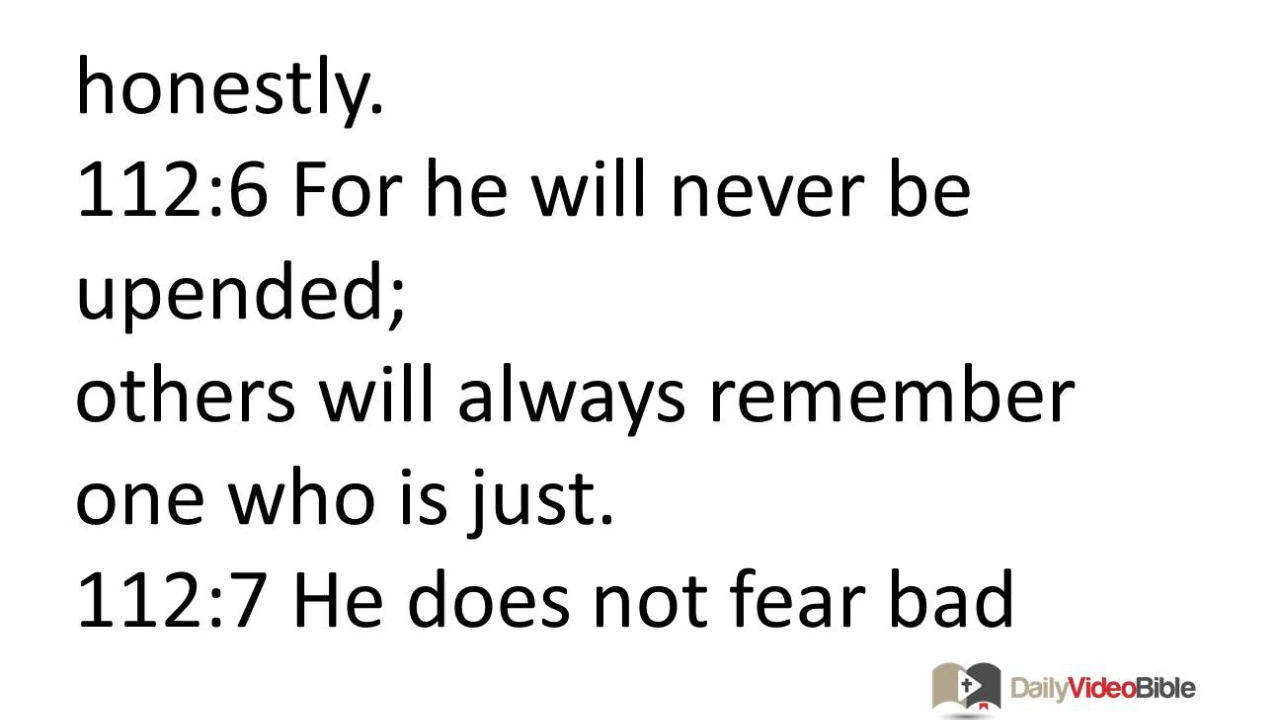 honestly.
112:6 For he will never be
upended;
others will always remember
one who is just.
112:7 He does not fear bad
DailyVideoBible